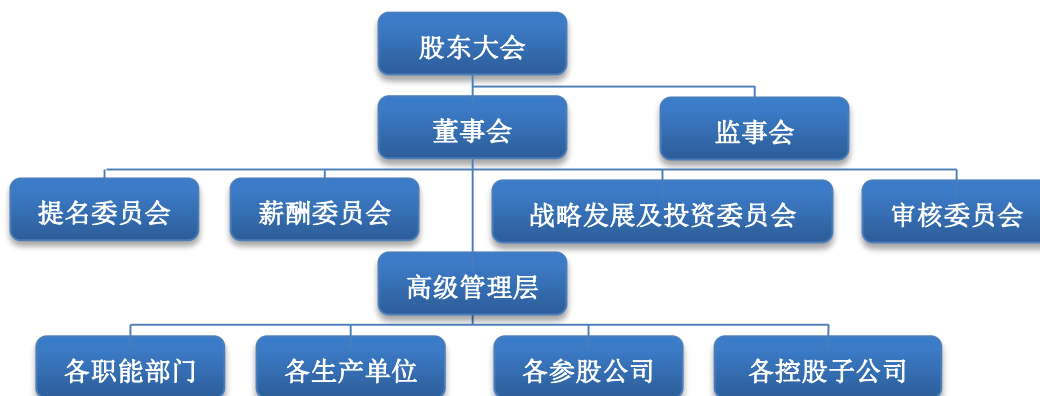 股东大会
董事会
监事会
提名委员会
薪酬委员会
战略发展及投资委员会
审核委员会
高级管理层
各职能部门
各生产单位
各参股公司
各控股子公司